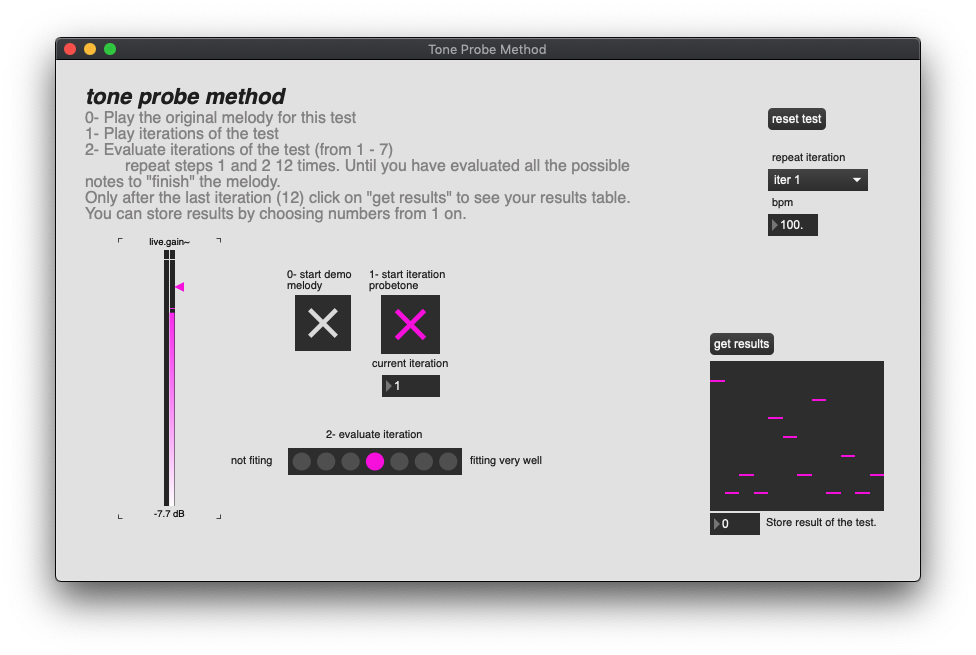 Tone Probe Method
tone probe method
0- Play the original melody for this test
1- Play iterations of the test
2- Evaluate iterations of the test (from 1 - 7)
repeat steps 1 and 2 12 times. Until you have evaluated all the possible
notes to "finish" the melody.
Only after the last iteration (12) click on "get results" to see your results table.
You can store results by choosing numbers from 1 on.
reset test
repeat iteration
iter 1
bpm
100.
live.gain~
-7.7 dB
0- start demo
melody
1- start iteration
probetone
current iteration
1
2- evaluate iteration
not fiting
fitting very well
get results
0
Store result of the test.